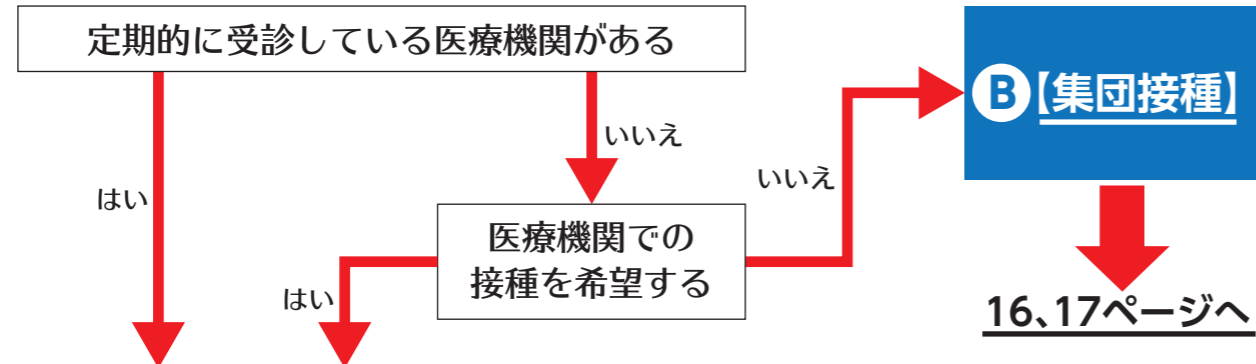 定期的に受診している医療機関がある
B【集団接種】
いいえ
はい
いいえ
医療機関での
接種を希望する
はい
16、17ページへ